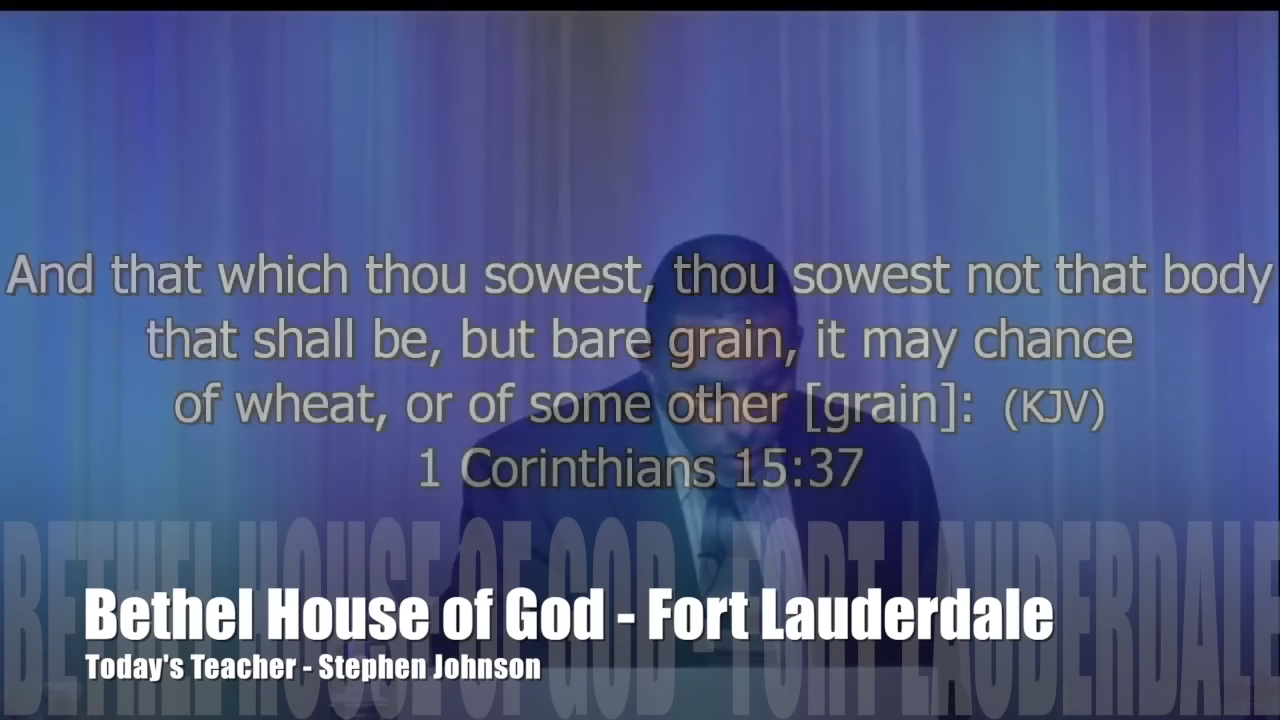 And that which thou sowest, thou sowest not that body
that shall be, but bare grain, it may chance
of wheat, or of some other [grain]: (KJV)
1 Corinthians 15:37
BETHEL HOUSE OF GOD - FORT LAUDERDALE
Bethel House of God - Fort Lauderdale
Today's Teacher - Stephen Johnson